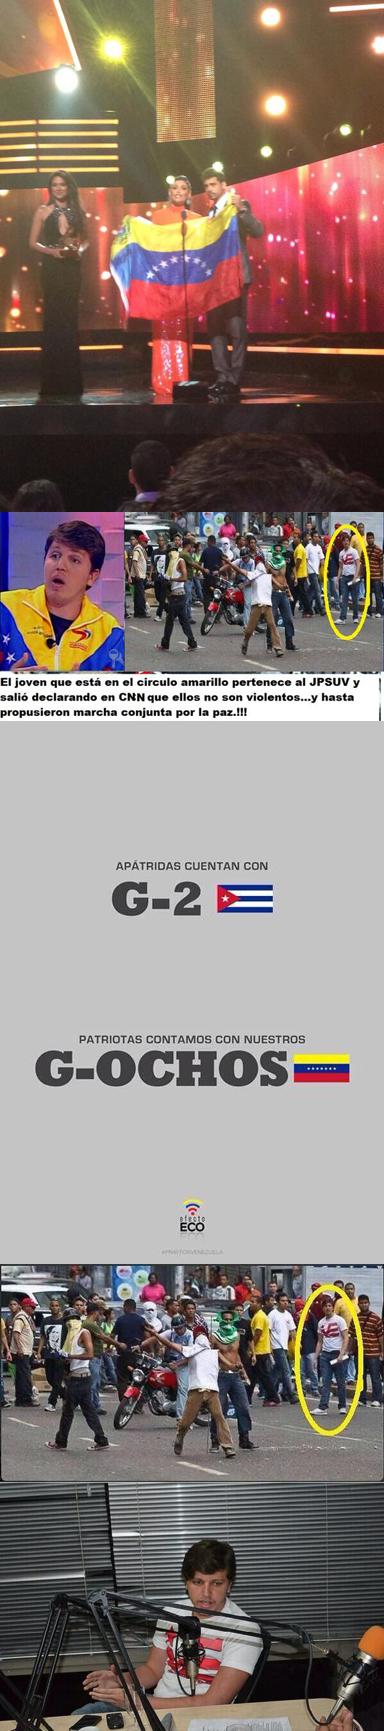 El joven que está en el circulo amarillo pertenece al JPSUV y
salió declarando en CNN que ellos no son violentos...y hasta
propusieron marcha conjunta por la paz.!!!
APÁTRIDAS CUENTAN CON
G-2
PATRIOTAS CONTAMOS CON NUESTROS
G-OCHOS
efecto
ECO
#PRAYFORVENEZUELA